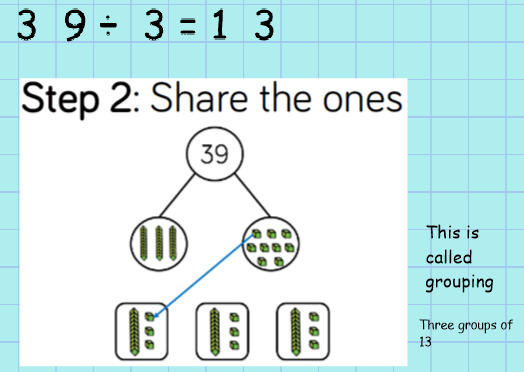 3 9 ÷ 3 = 1 3
Step 2: Share the ones
39
This is
called
grouping
Three groups of
13